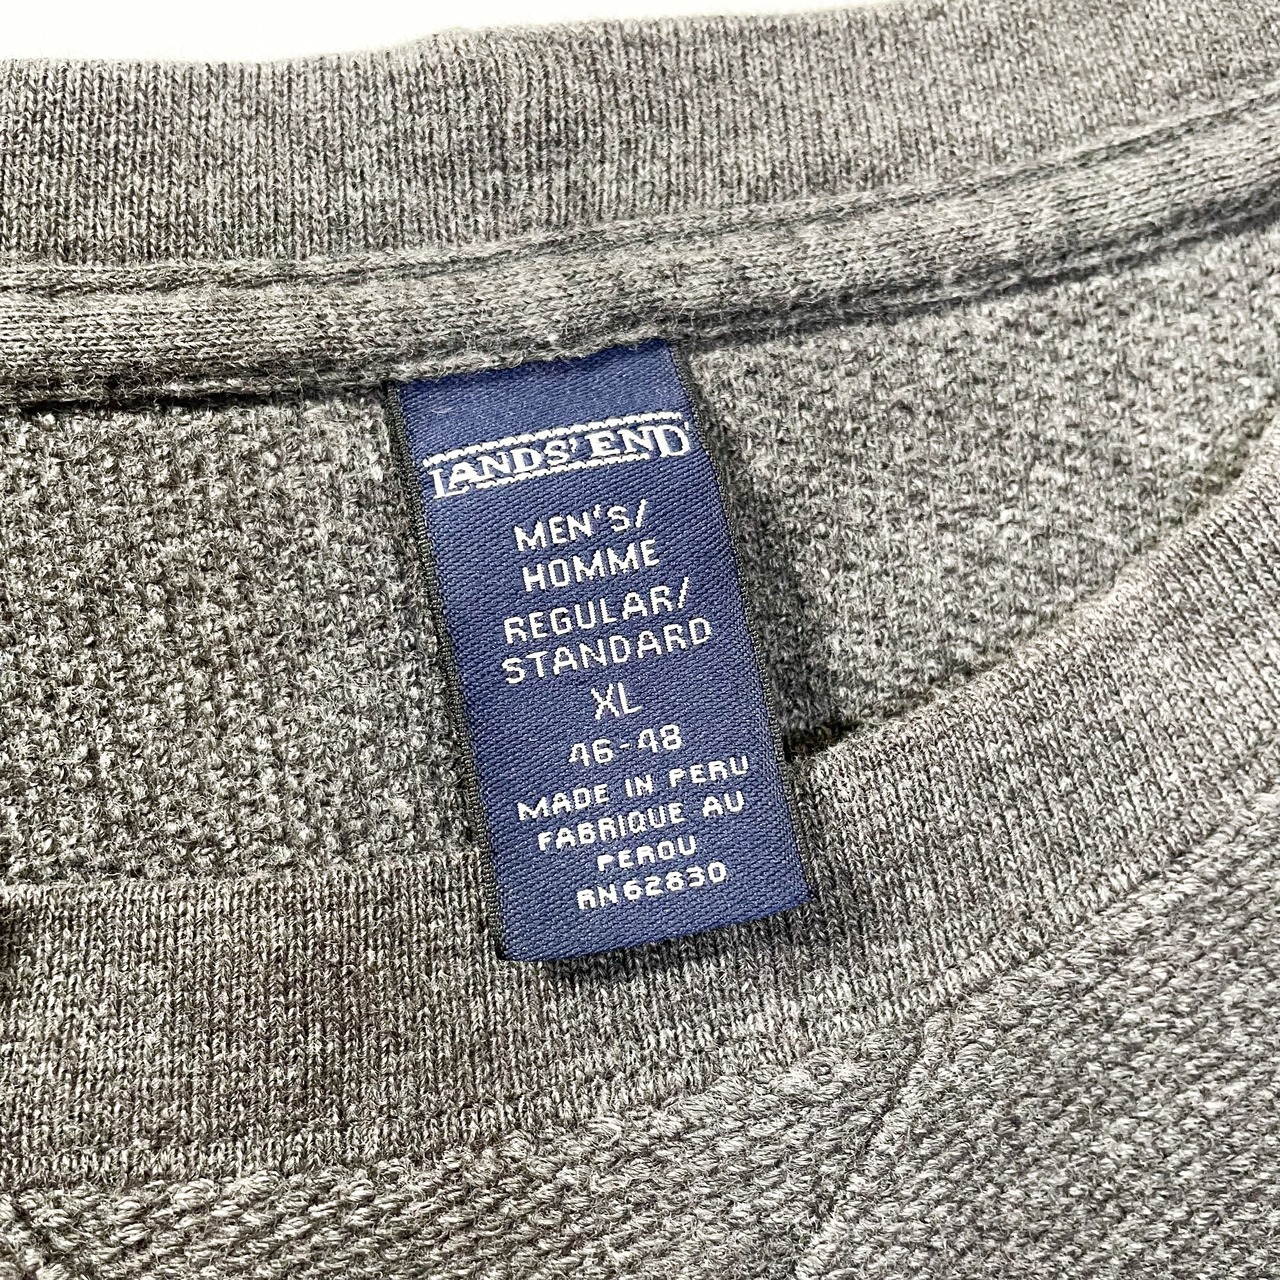 LANDS' END
MEN'S/
HOMME
REGULAR/
STANDARD
XL
46-48
MADE IN PERU
FABRIQUE AU
PEROU
RN62830